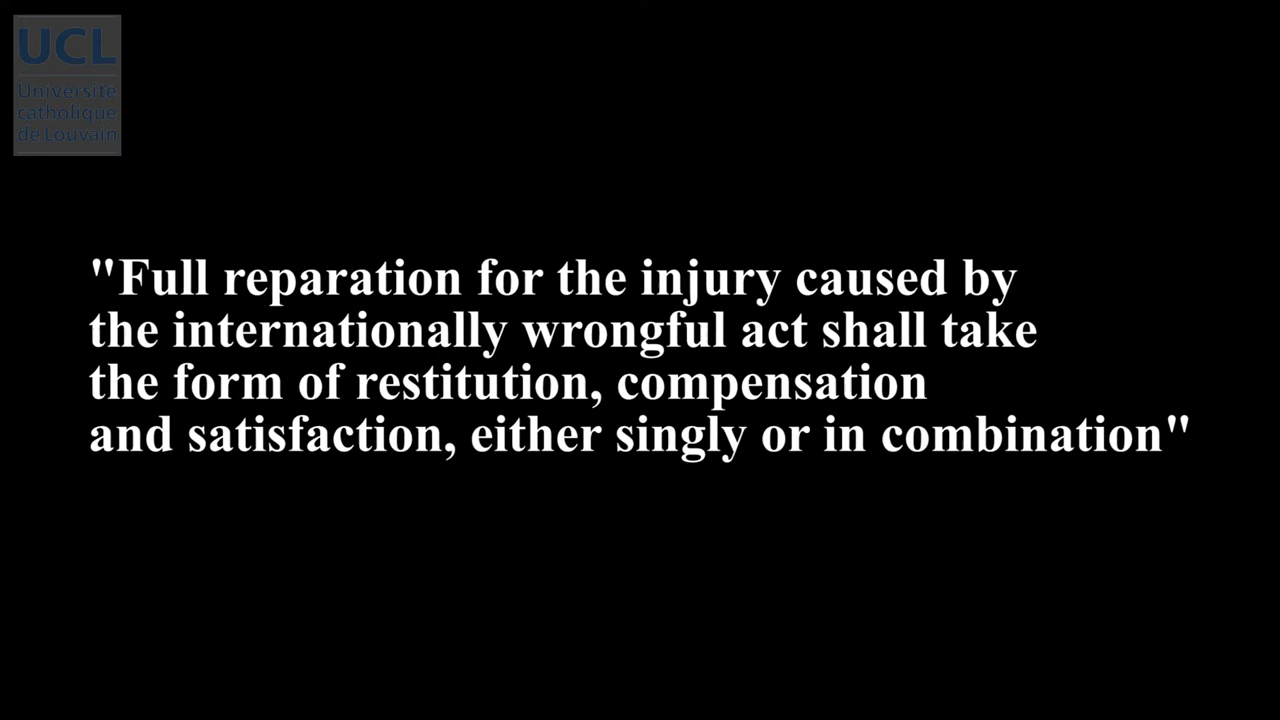 UCL
Université
catholique
de Louvain
"Full reparation for the injury caused by
the internationally wrongful act shall take
the form of restitution, compensation
and satisfaction, either singly or in combination"